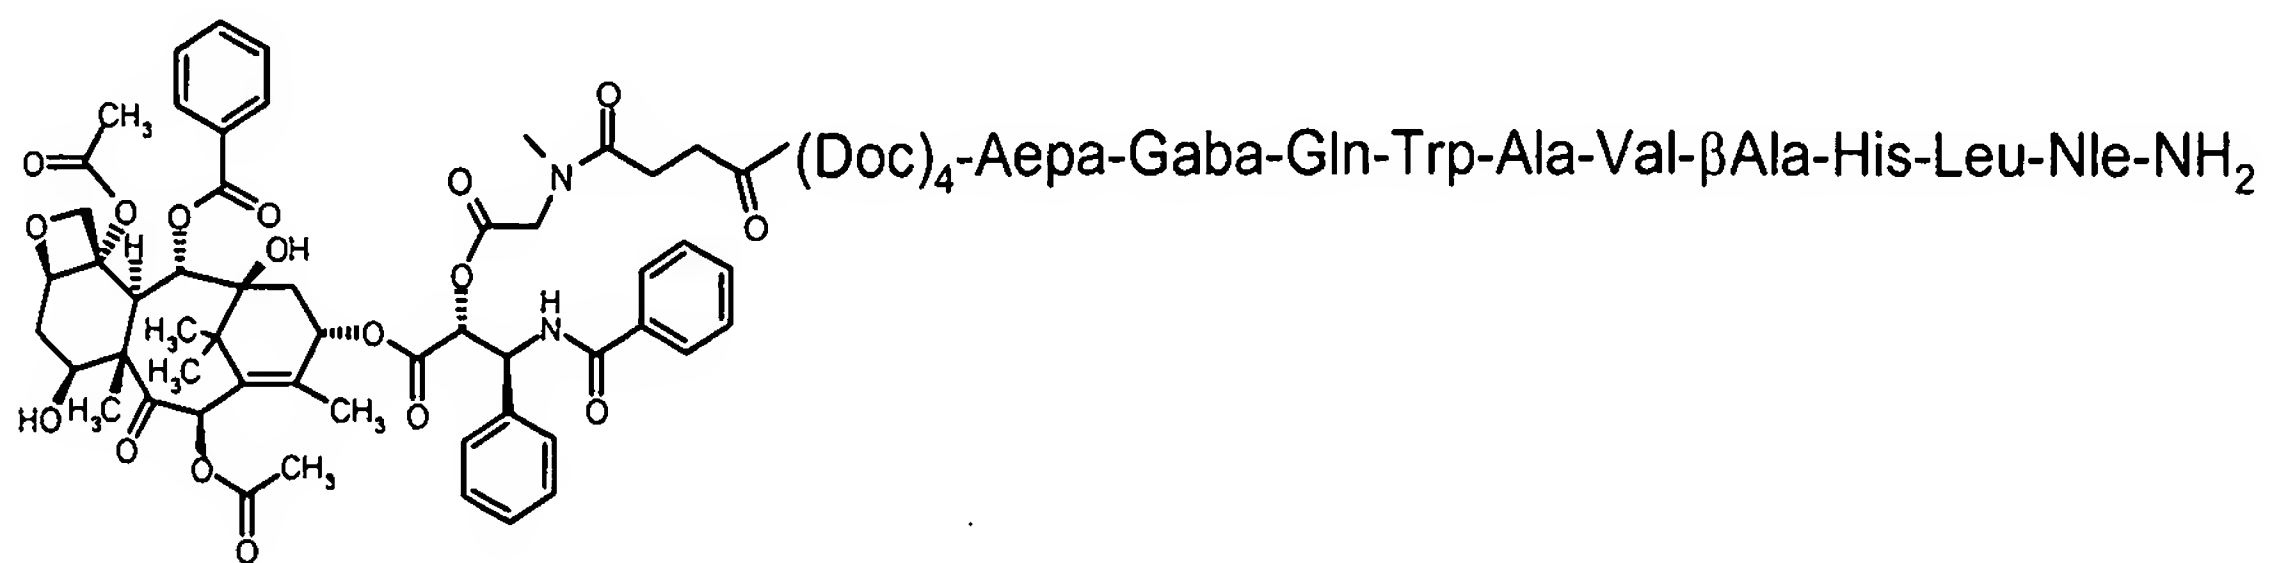 CH3
O
O
O
O
O
H
OH
O
N
O
O
O
(Doc)4-Aepa-Gaba-Gln-Trp-Ala-Val-βAla-His-Leu-Nle-NH2
H3C
H3C
O
O
H
N
O
HO
H3C
O
CH3
O
CH3
O